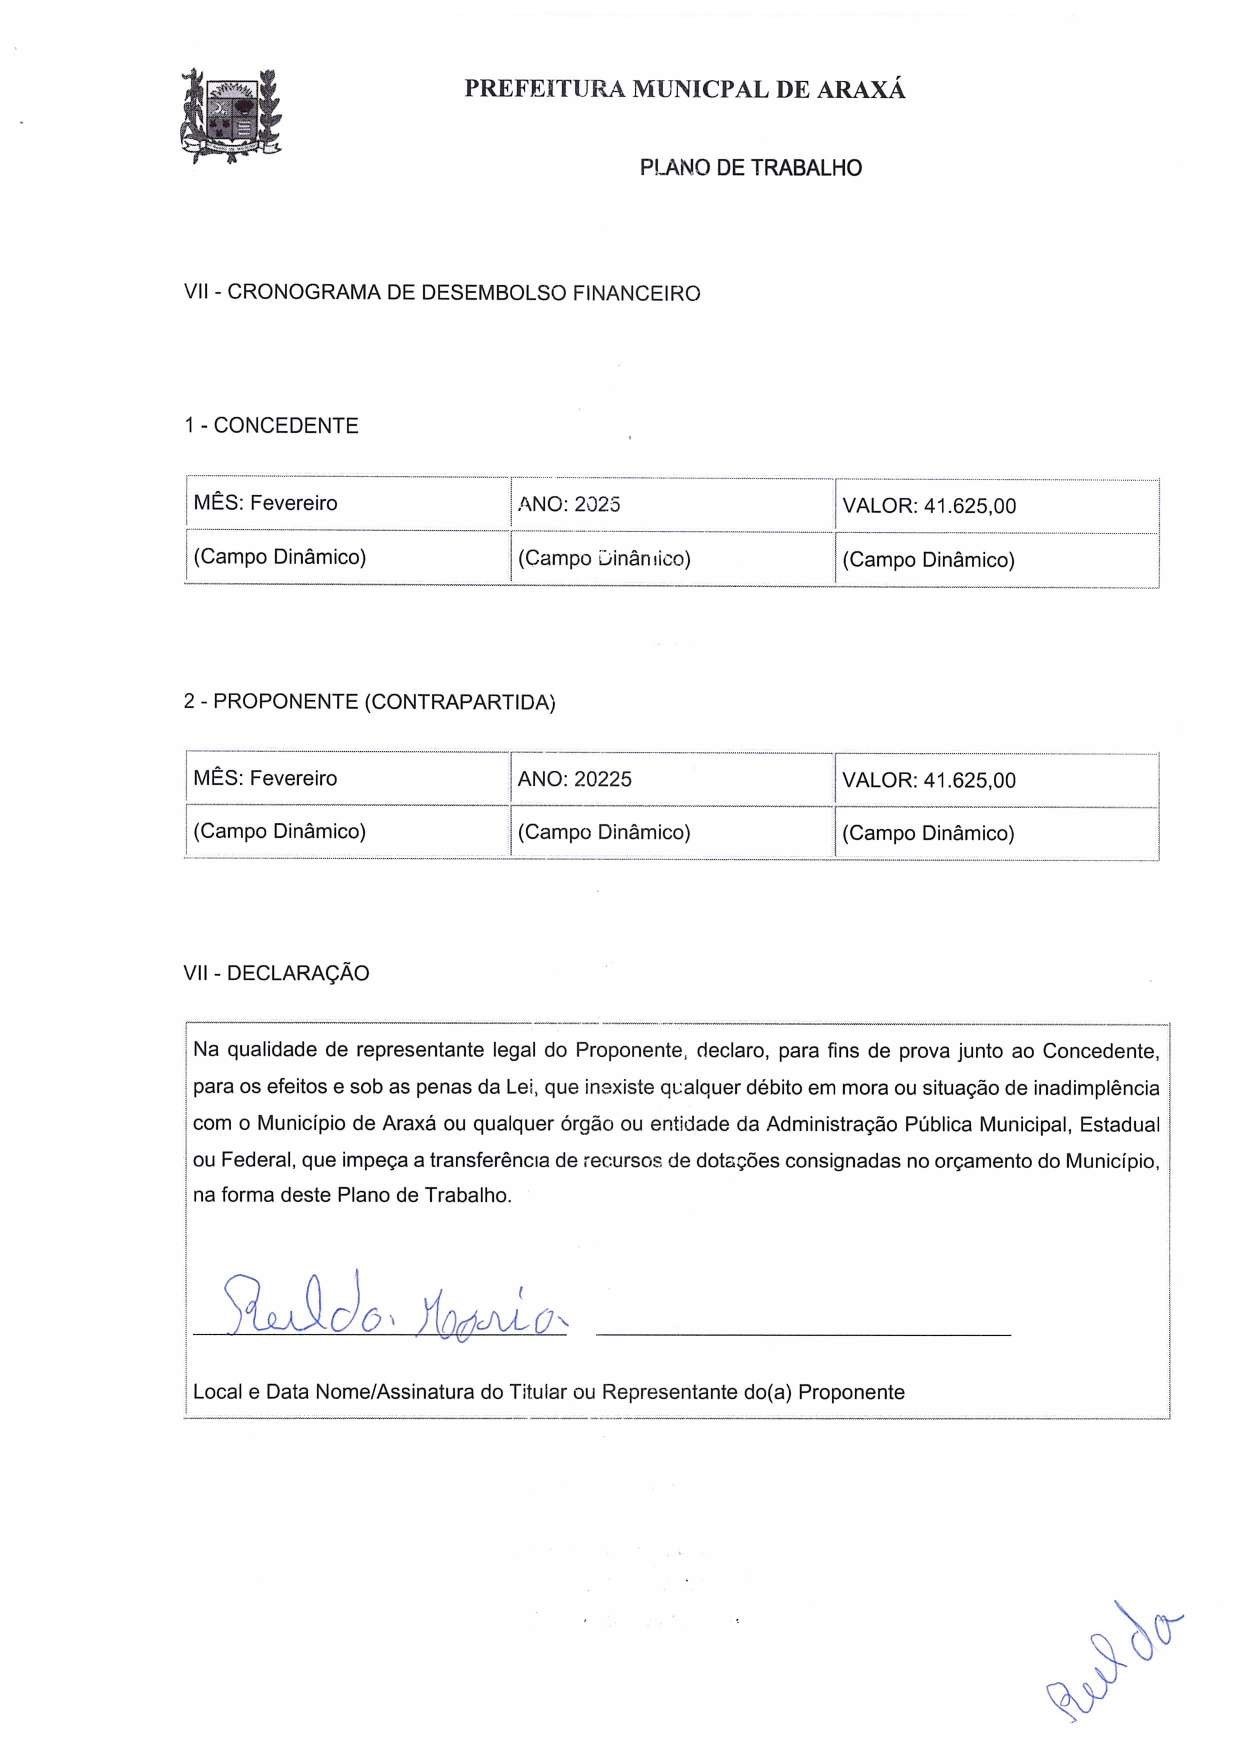 PREFEITURA MUNICPAL DE ARAXÁ
PLANO DE TRABALHO
VII - CRONOGRAMA DE DESEMBOLSO FINANCEIRO
1 - CONCEDENTE
MÊS: Fevereiro ANO: 2025 VALOR: 41.625,00
(Campo Dinâmico) (Campo Dinâmico) (Campo Dinâmico)
2 - PROPONENTE (CONTRAPARTIDA)
MÊS: Fevereiro ANO: 20225 VALOR: 41.625,00
(Campo Dinâmico) (Campo Dinâmico) (Campo Dinâmico)
VII - DECLARAÇÃO
Na qualidade de representante legal do Proponente, declaro, para fins de prova junto ao Concedente,
para os efeitos e sob as penas da Lei, que inexiste qualquer débito em mora ou situação de inadimplência
com o Município de Araxá ou qualquer órgão ou entidade da Administração Pública Municipal, Estadual
ou Federal, que impeça a transferência de recursos de dotações consignadas no orçamento do Município,
na forma deste Plano de Trabalho.
Maria
Local e Data Nome/Assinatura do Titular ou Representante do(a) Proponente